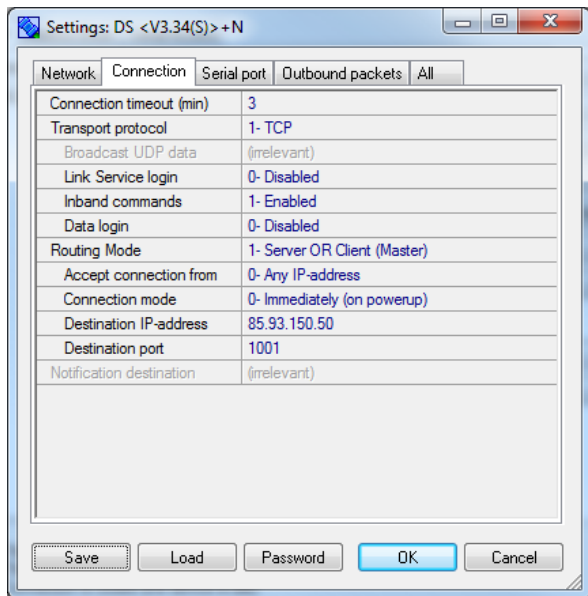 Settings: DS <V3.34(S)>+N
Network Connection Serial port Outbound packets All
Connection timeout (min) 3
Transport protocol 1- TCP
Broadcast UDP data (irrelevant)
Link Service login 0- Disabled
Inband commands 1- Enabled
Data login 0- Disabled
Routing Mode 1- Server OR Client (Master)
Accept connection from 0- Any IP-address
Connection mode 0- Immediately (on powerup)
Destination IP-address 85.93.150.50
Destination port 1001
Notification destination (irrelevant)
Save Load Password OK Cancel